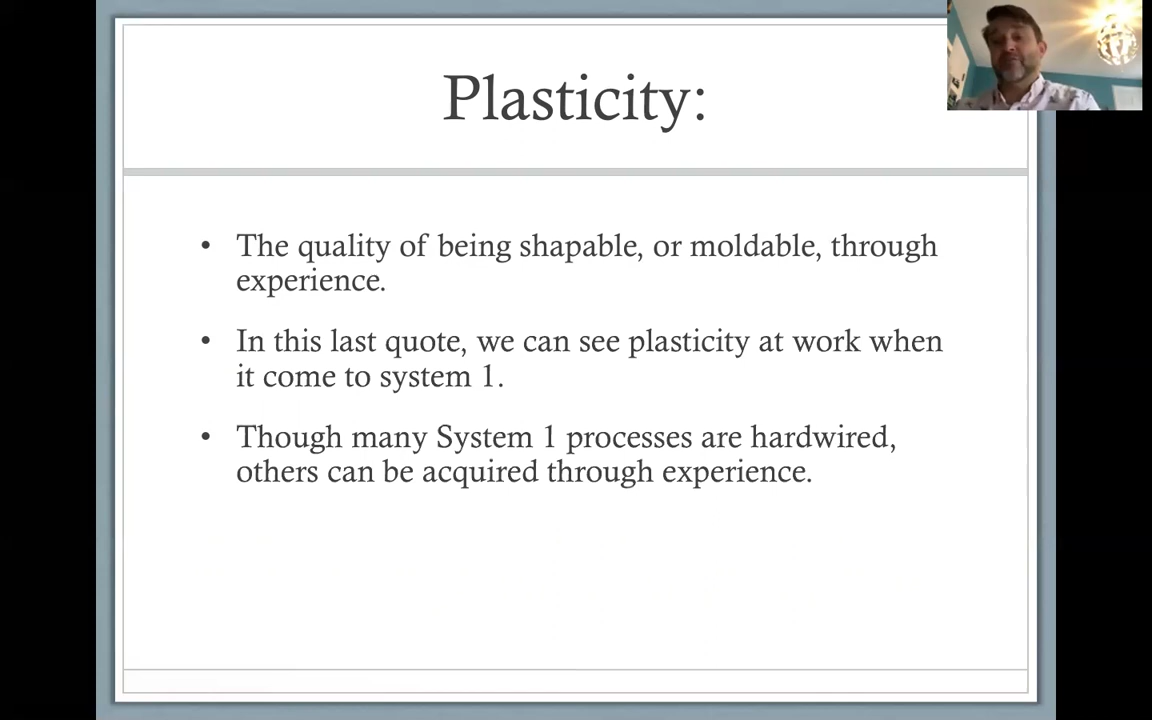 Plasticity:
• The quality of being shapable, or moldable, through
experience.
• In this last quote, we can see plasticity at work when
it come to system 1.
• Though many System 1 processes are hardwired,
others can be acquired through experience.